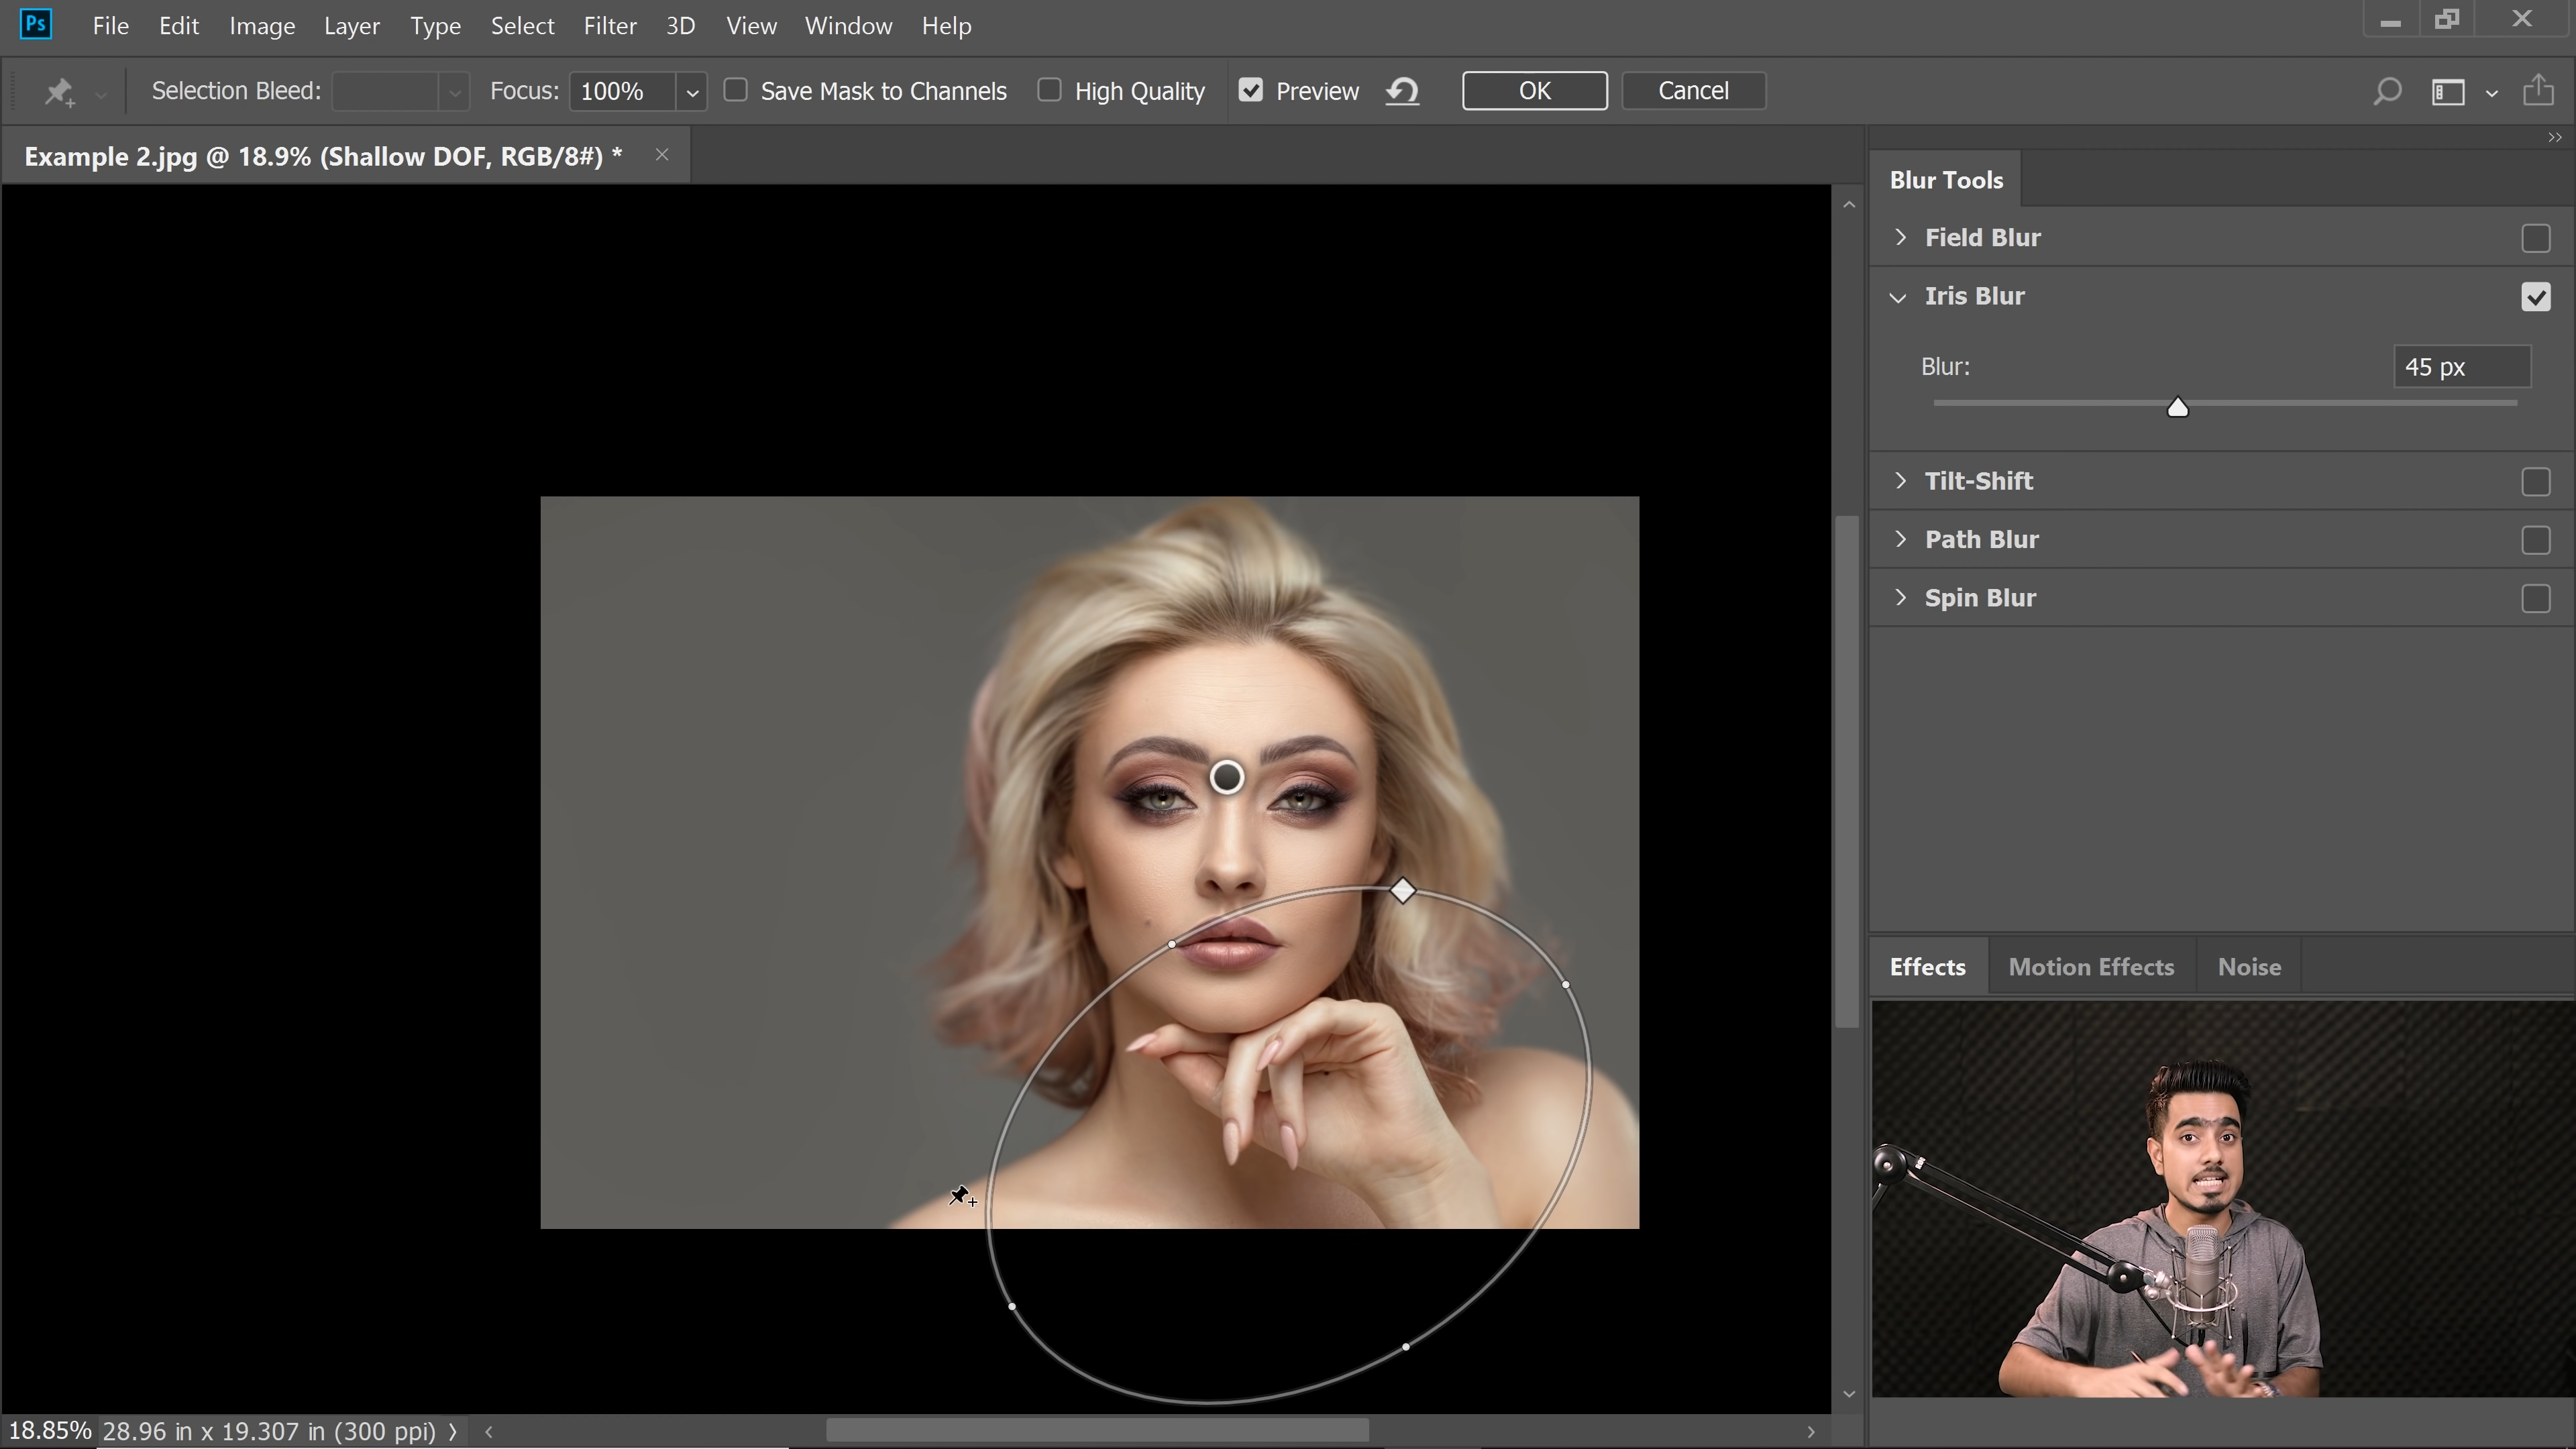 Ps File Edit Image Layer Type Select Filter 3D View Window Help
Selection Bleed: Focus: 100% Save Mask to Channels High Quality Preview OK Cancel
Example 2.jpg @ 18.9% (Shallow DOF, RGB/8#) *
Blur Tools
Field Blur
Iris Blur
Blur: 45 px
Tilt-Shift
Path Blur
Spin Blur
Effects Motion Effects Noise
18.85% 28.96 in x 19.307 in (300 ppi)